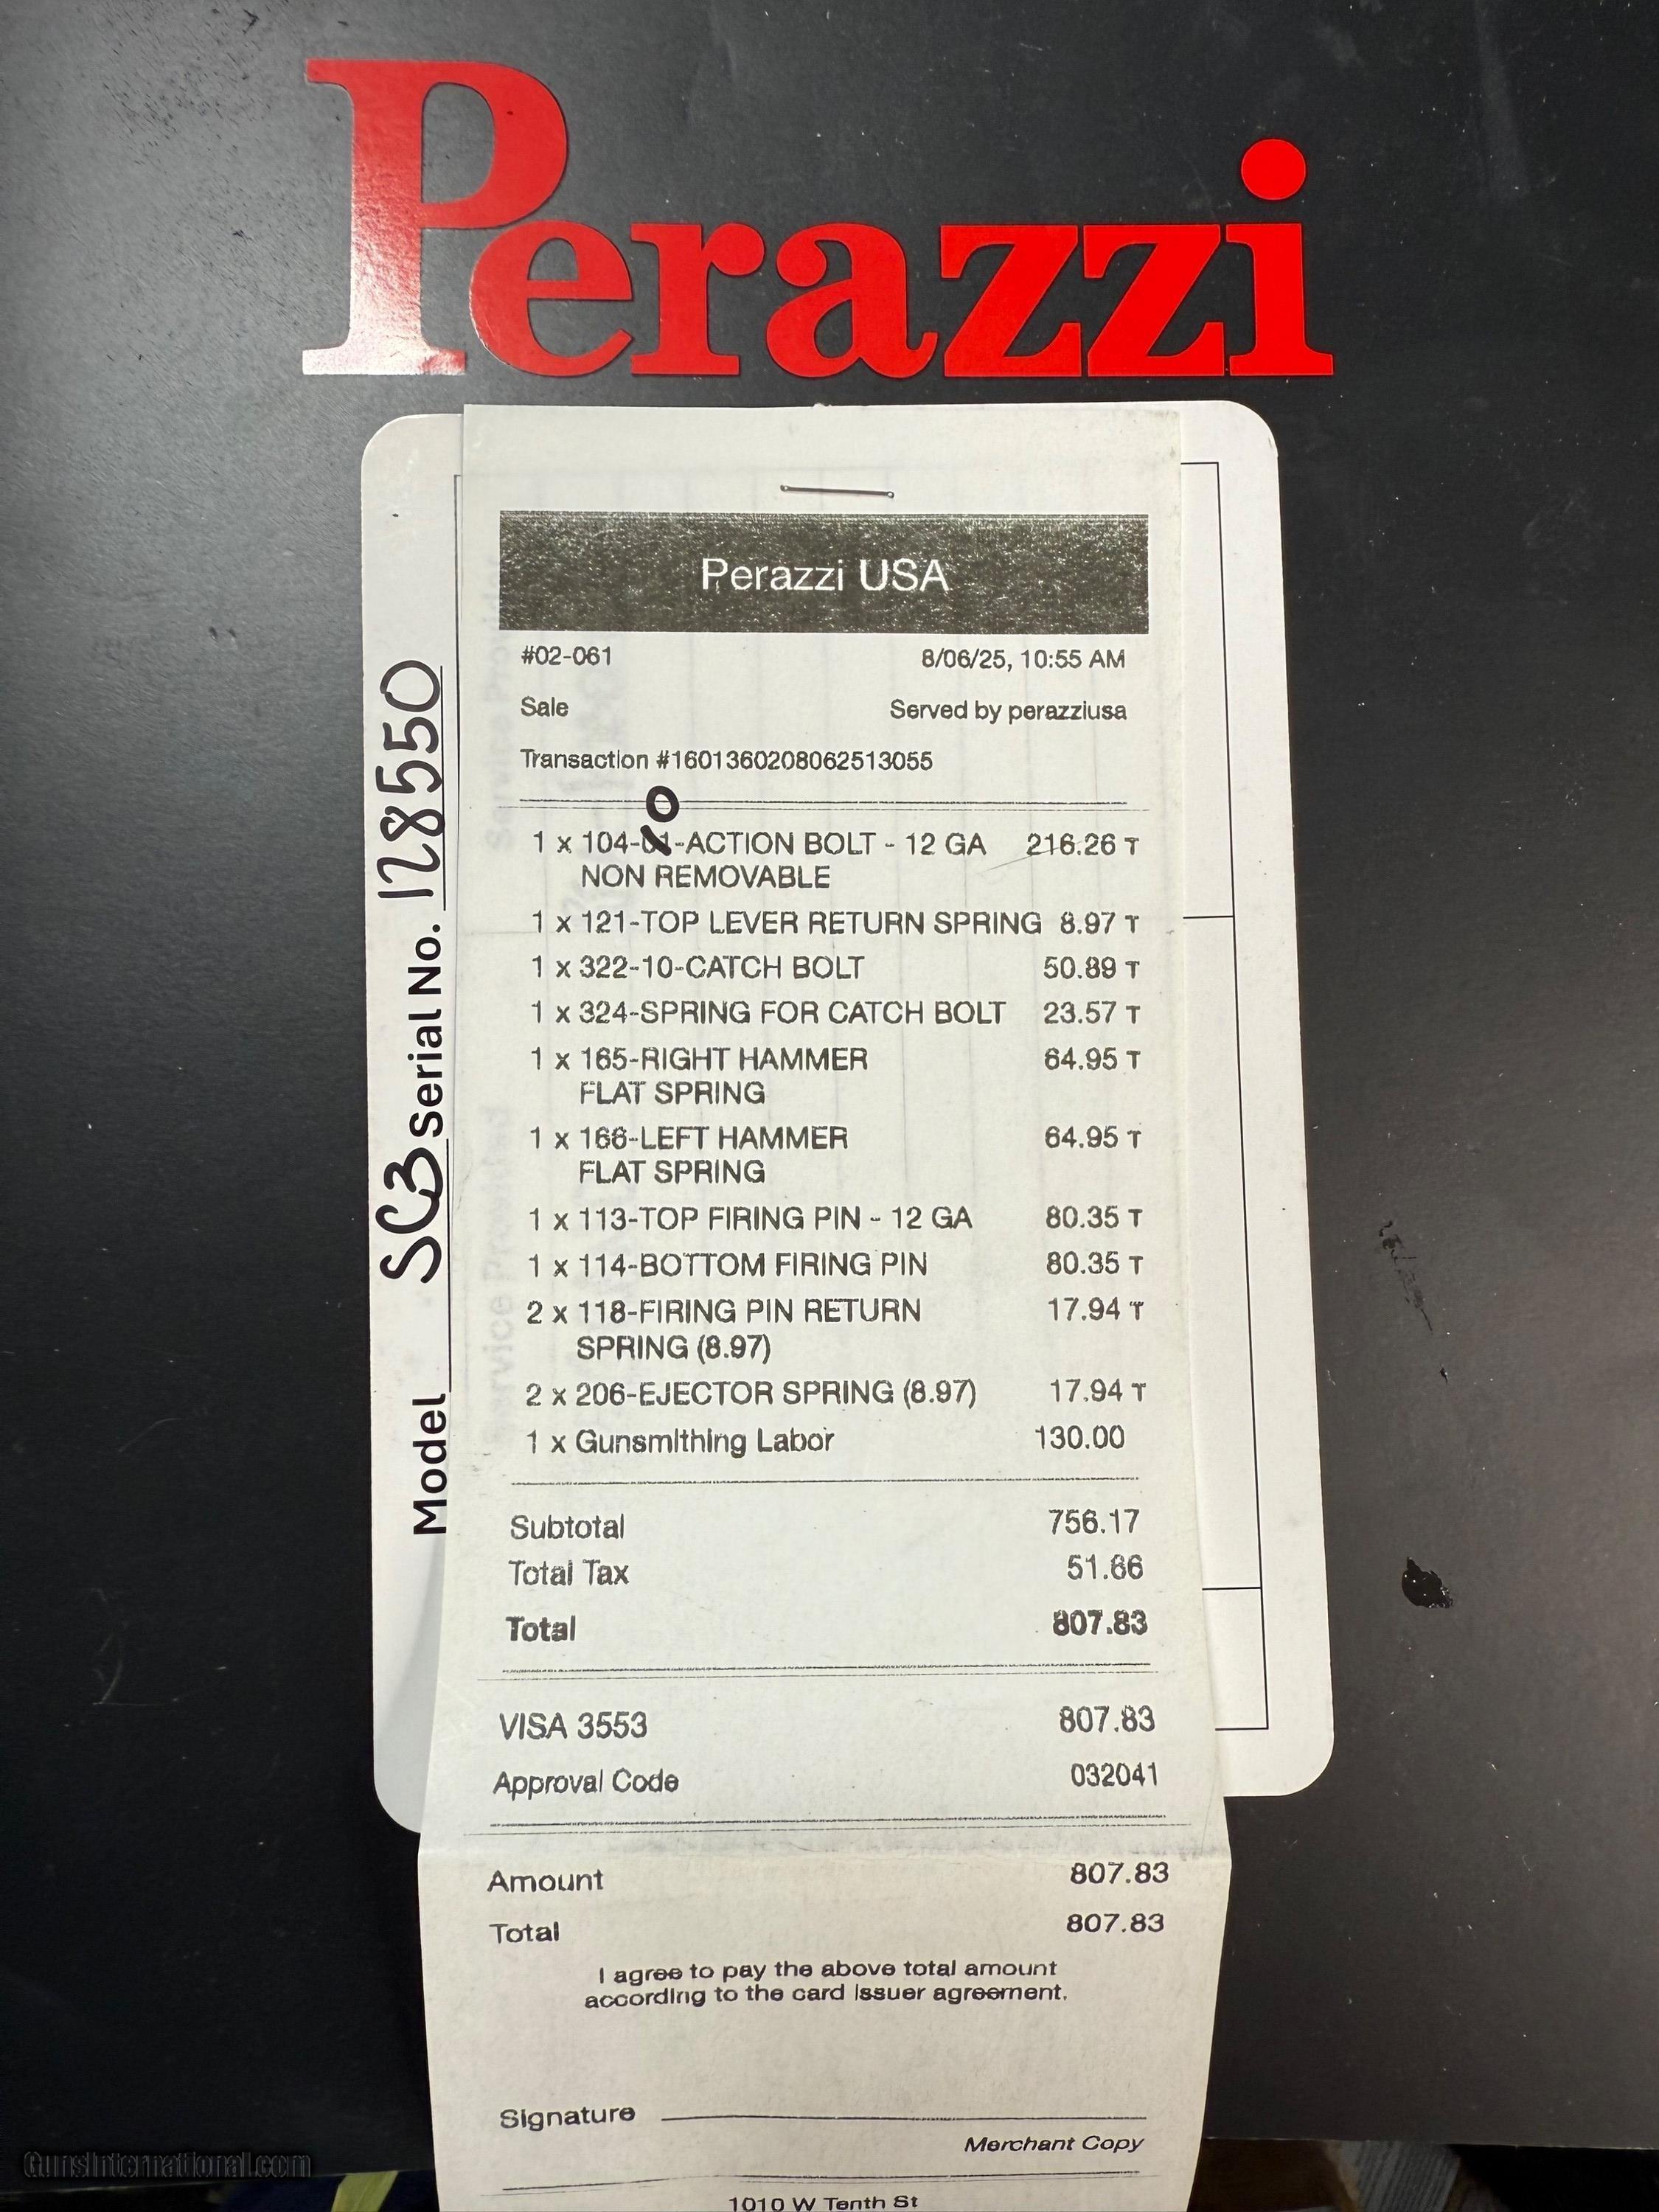 Perazzi
Model SC3 Serial No. 128550
Perazzi USA
#02-061 8/06/25, 10:55 AM
Sale Served by perazziusa
Transaction #1601360208062513055
10
1 x 104-01-ACTION BOLT - 12 GA 216.26 T
NON REMOVABLE
1 x 121-TOP LEVER RETURN SPRING 8.97 T
1 x 322-10-CATCH BOLT 50.89 T
1 x 324-SPRING FOR CATCH BOLT 23.57 T
1 x 165-RIGHT HAMMER 64.95 T
FLAT SPRING
1 x 166-LEFT HAMMER 64.95 T
FLAT SPRING
1 x 113-TOP FIRING PIN - 12 GA 80.35 T
1 x 114-BOTTOM FIRING PIN 80.35 T
2 x 118-FIRING PIN RETURN 17.94 T
SPRING (8.97)
2 x 206-EJECTOR SPRING (8.97) 17.94 T
1 x Gunsmithing Labor 130.00
Subtotal 756.17
Total Tax 51.66
Total 807.83
VISA 3553 807.83
Approval Code 032041
Amount 807.83
Total 807.83
I agree to pay the above total amount
according to the card issuer agreement.
Signature
Merchant Copy
1010 W Tenth St
GunsInternational.com